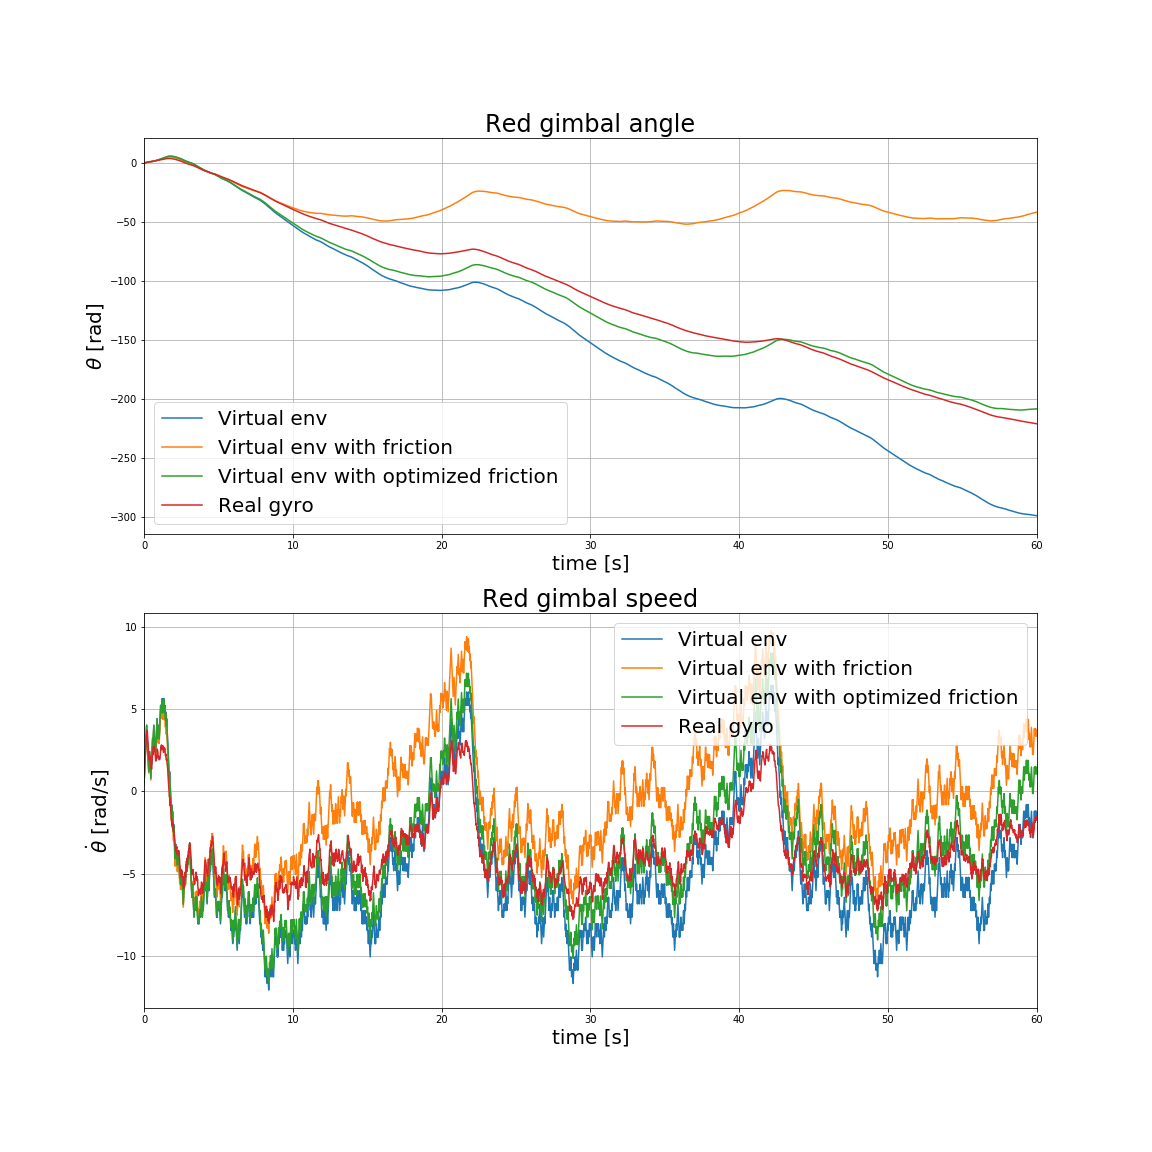 Red gimbal angle
0
−50
−100
−150
−200
−250
−300
θ [rad]
Virtual env
Virtual env with friction
Virtual env with optimized friction
Real gyro
0 10 20 30 40 50 60
time [s]
Red gimbal speed
10
5
0
−5
−10
θ̇ [rad/s]
Virtual env
Virtual env with friction
Virtual env with optimized friction
Real gyro
0 10 20 30 40 50 60
time [s]